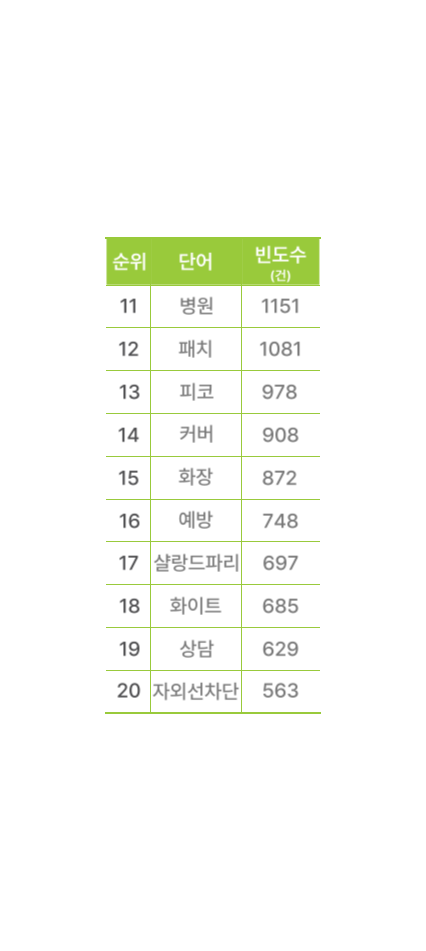 순위 단어 빈도수
(건)
11 병원 1151
12 패치 1081
13 피코 978
14 커버 908
15 화장 872
16 예방 748
17 샬랑드파리 697
18 화이트 685
19 상담 629
20 자외선차단 563